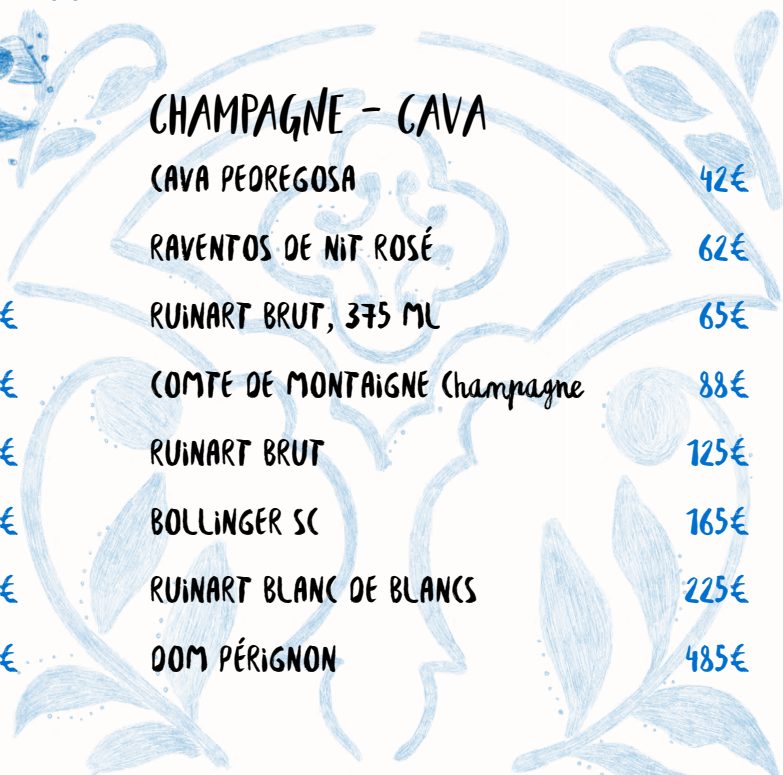 CHAMPAGNE - CAVA
CAVA PEDREGOSA 42€
RAVENTOS DE NIT ROSÉ 62€
€ RUINART BRUT, 375 ML 65€
€ COMTE DE MONTAIGNE Champagne 88€
€ RUINART BRUT 125€
€ BOLLINGER SC 165€
€ RUINART BLANC DE BLANCS 225€
€ DOM PÉRIGNON 485€